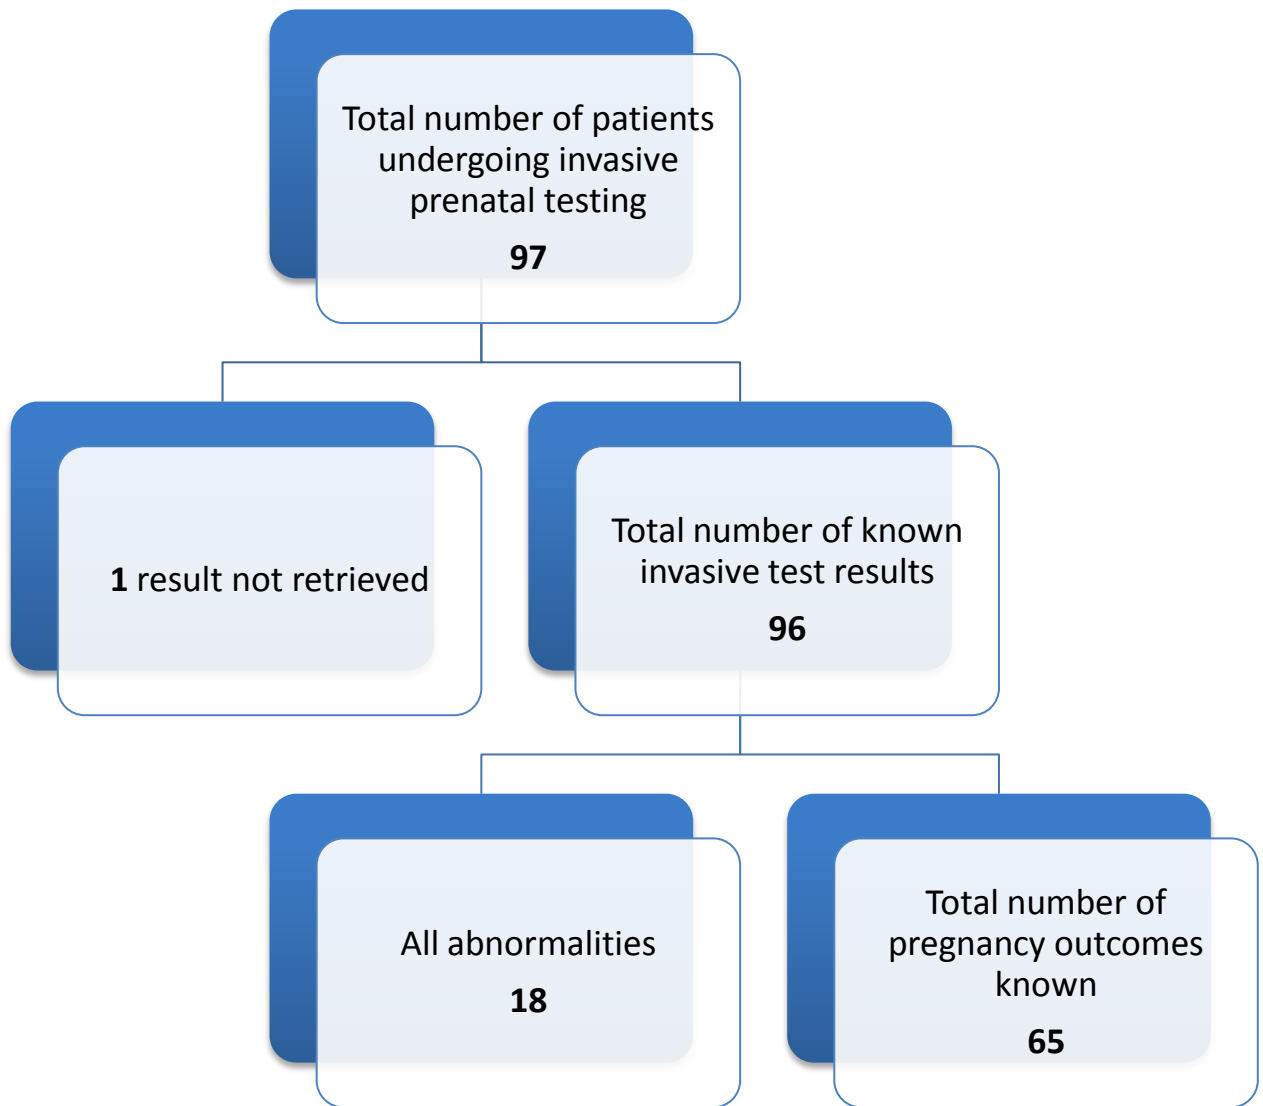 Total number of patients
undergoing invasive
prenatal testing
97
1 result not retrieved
Total number of known
invasive test results
96
All abnormalities
18
Total number of
pregnancy outcomes
known
65